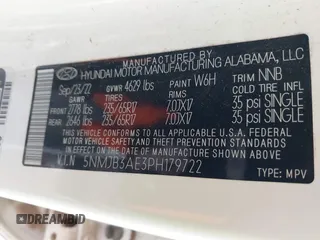 HYUNDAI MOTOR MANUFACTURING ALABAMA, LLC
MANUFACTURED BY
Sep/23/22 GVWR 4629 lbs PAINT W6H TRIM NNB
GAWR TIRES RIMS COLD TIRE INF. PRESS.
FRONT 2778 lbs 235/65R17 7.0JX17 35 psi SINGLE
REAR 2646 lbs 235/65R17 7.0JX17 35 psi SINGLE
THIS VEHICLE CONFORMS TO ALL APPLICABLE FEDERAL MOTOR VEHICLE SAFETY AND THEFT PREVENTION STANDARDS IN EFFECT ON THE DATE OF MANUFACTURE SHOWN ABOVE.
V.I.N 5NMJB3AE3PH179722
TYPE: MPV
DREAMBID